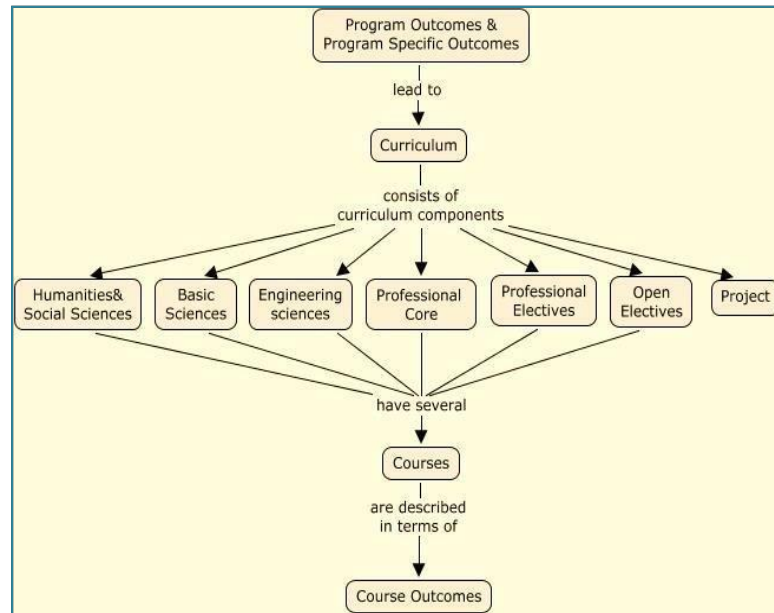 Program Outcomes &
Program Specific Outcomes
lead to
Curriculum
consists of
curriculum components
Humanities&
Social Sciences
Basic
Sciences
Engineering
sciences
Professional
Core
Professional
Electives
Open
Electives
Project
have several
Courses
are described
in terms of
Course Outcomes